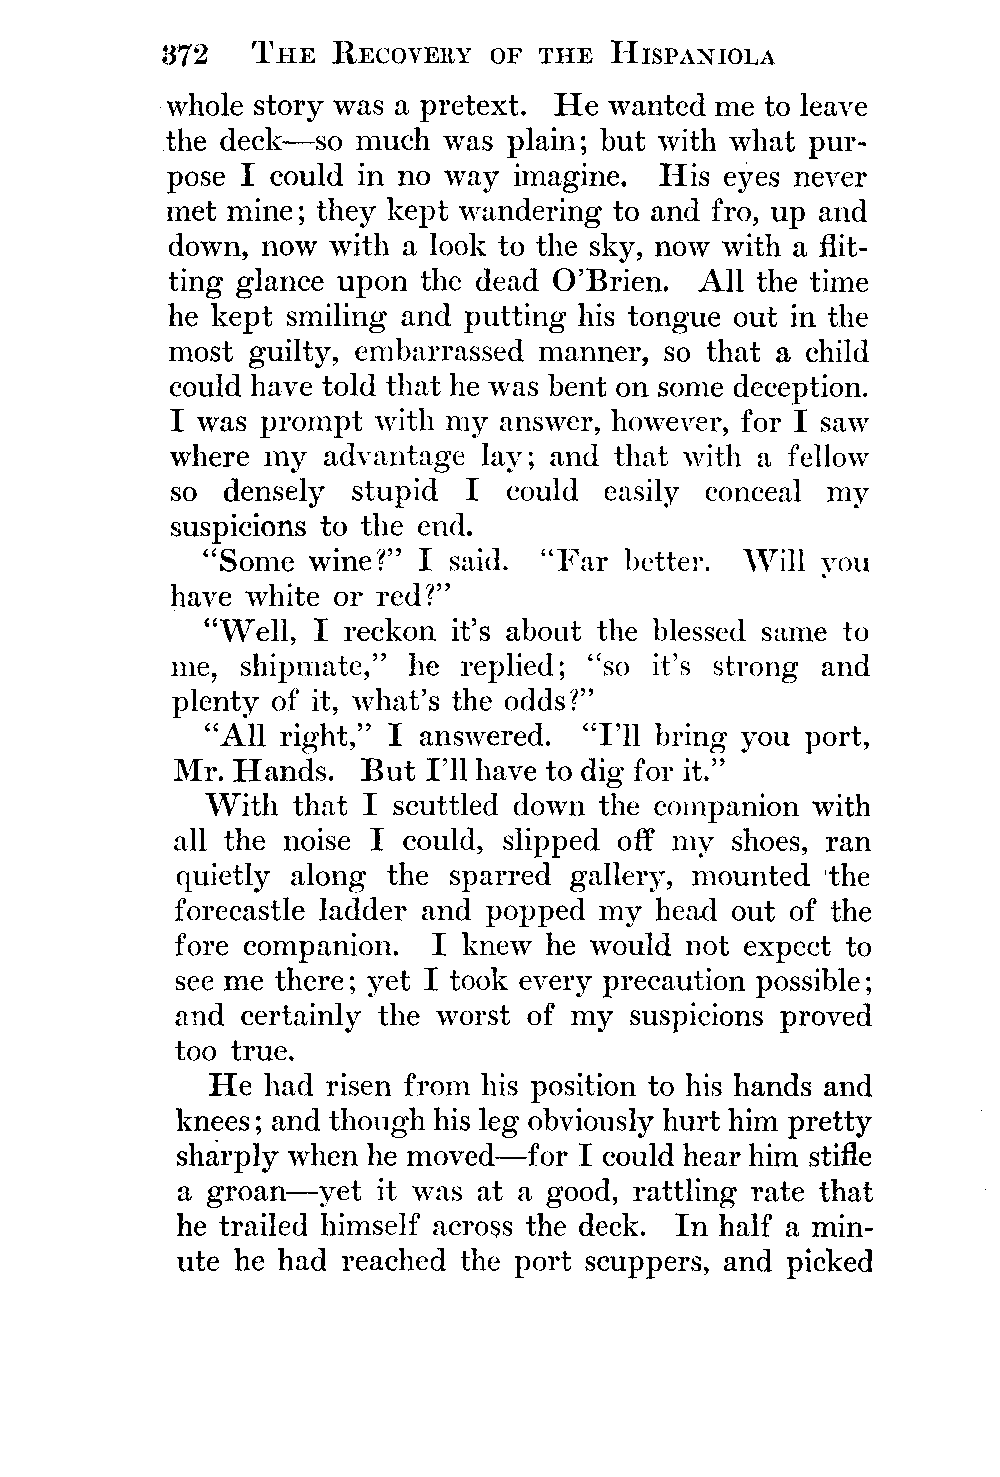 372 The Recovery of the Hispaniola
whole story was a pretext. He wanted me to leave
the deck—so much was plain; but with what pur-
pose I could in no way imagine. His eyes never
met mine; they kept wandering to and fro, up and
down, now with a look to the sky, now with a flit-
ting glance upon the dead O'Brien. All the time
he kept smiling and putting his tongue out in the
most guilty, embarrassed manner, so that a child
could have told that he was bent on some deception.
I was prompt with my answer, however, for I saw
where my advantage lay; and that with a fellow
so densely stupid I could easily conceal my
suspicions to the end.
"Some wine?" I said. "Far better. Will you
have white or red?"
"Well, I reckon it's about the blessed same to
me, shipmate," he replied; "so it's strong and
plenty of it, what's the odds?"
"All right," I answered. "I'll bring you port,
Mr. Hands. But I'll have to dig for it."
With that I scuttled down the companion with
all the noise I could, slipped off my shoes, ran
quietly along the sparred gallery, mounted the
forecastle ladder and popped my head out of the
fore companion. I knew he would not expect to
see me there; yet I took every precaution possible;
and certainly the worst of my suspicions proved
too true.
He had risen from his position to his hands and
knees; and though his leg obviously hurt him pretty
sharply when he moved—for I could hear him stifle
a groan—yet it was at a good, rattling rate that
he trailed himself across the deck. In half a min-
ute he had reached the port scuppers, and picked